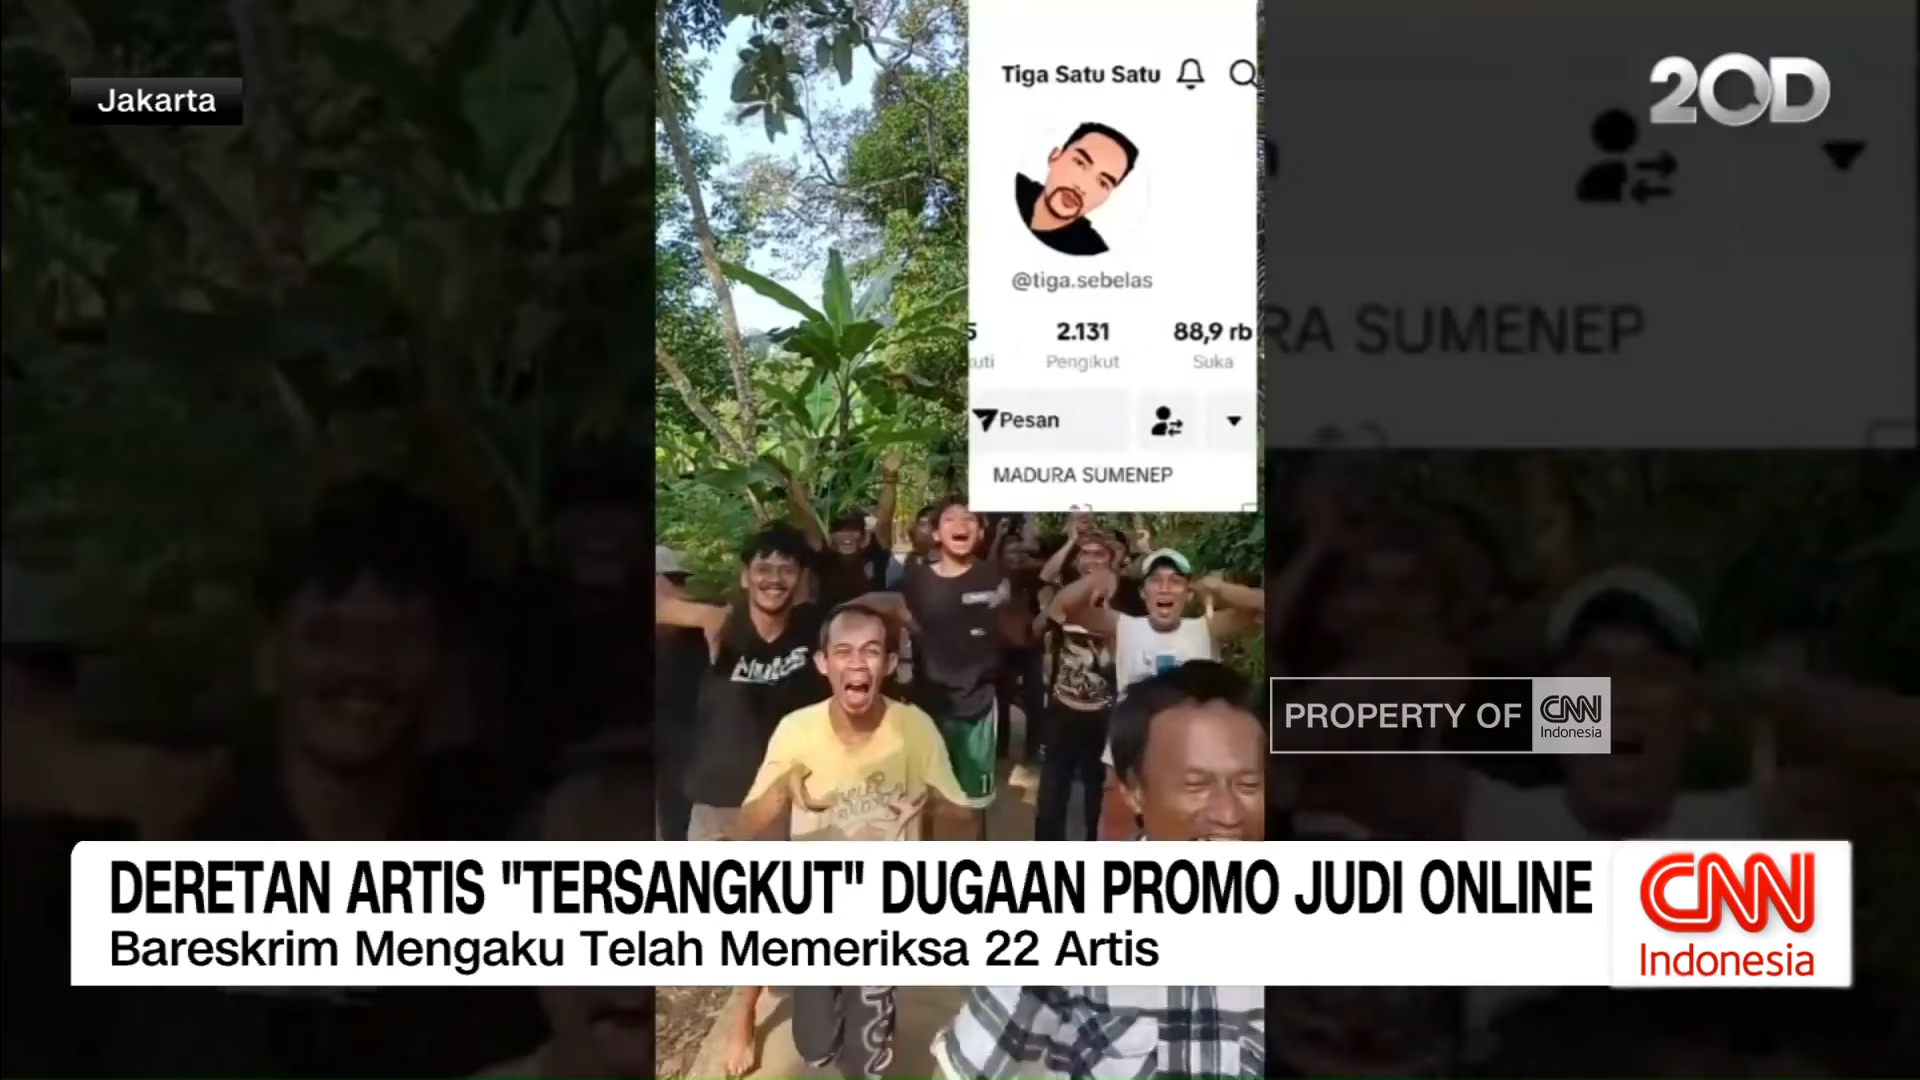 Jakarta
20D
Tiga Satu Satu
@tiga.sebelas
5
2.131
88,9 rb
uti
Pengikut
Suka
Pesan
MADURA SUMENEP
RA SUMENEP
PROPERTY OF CNN Indonesia
DERETAN ARTIS "TERSANGKUT" DUGAAN PROMO JUDI ONLINE
Bareskrim Mengaku Telah Memeriksa 22 Artis
CNN
Indonesia